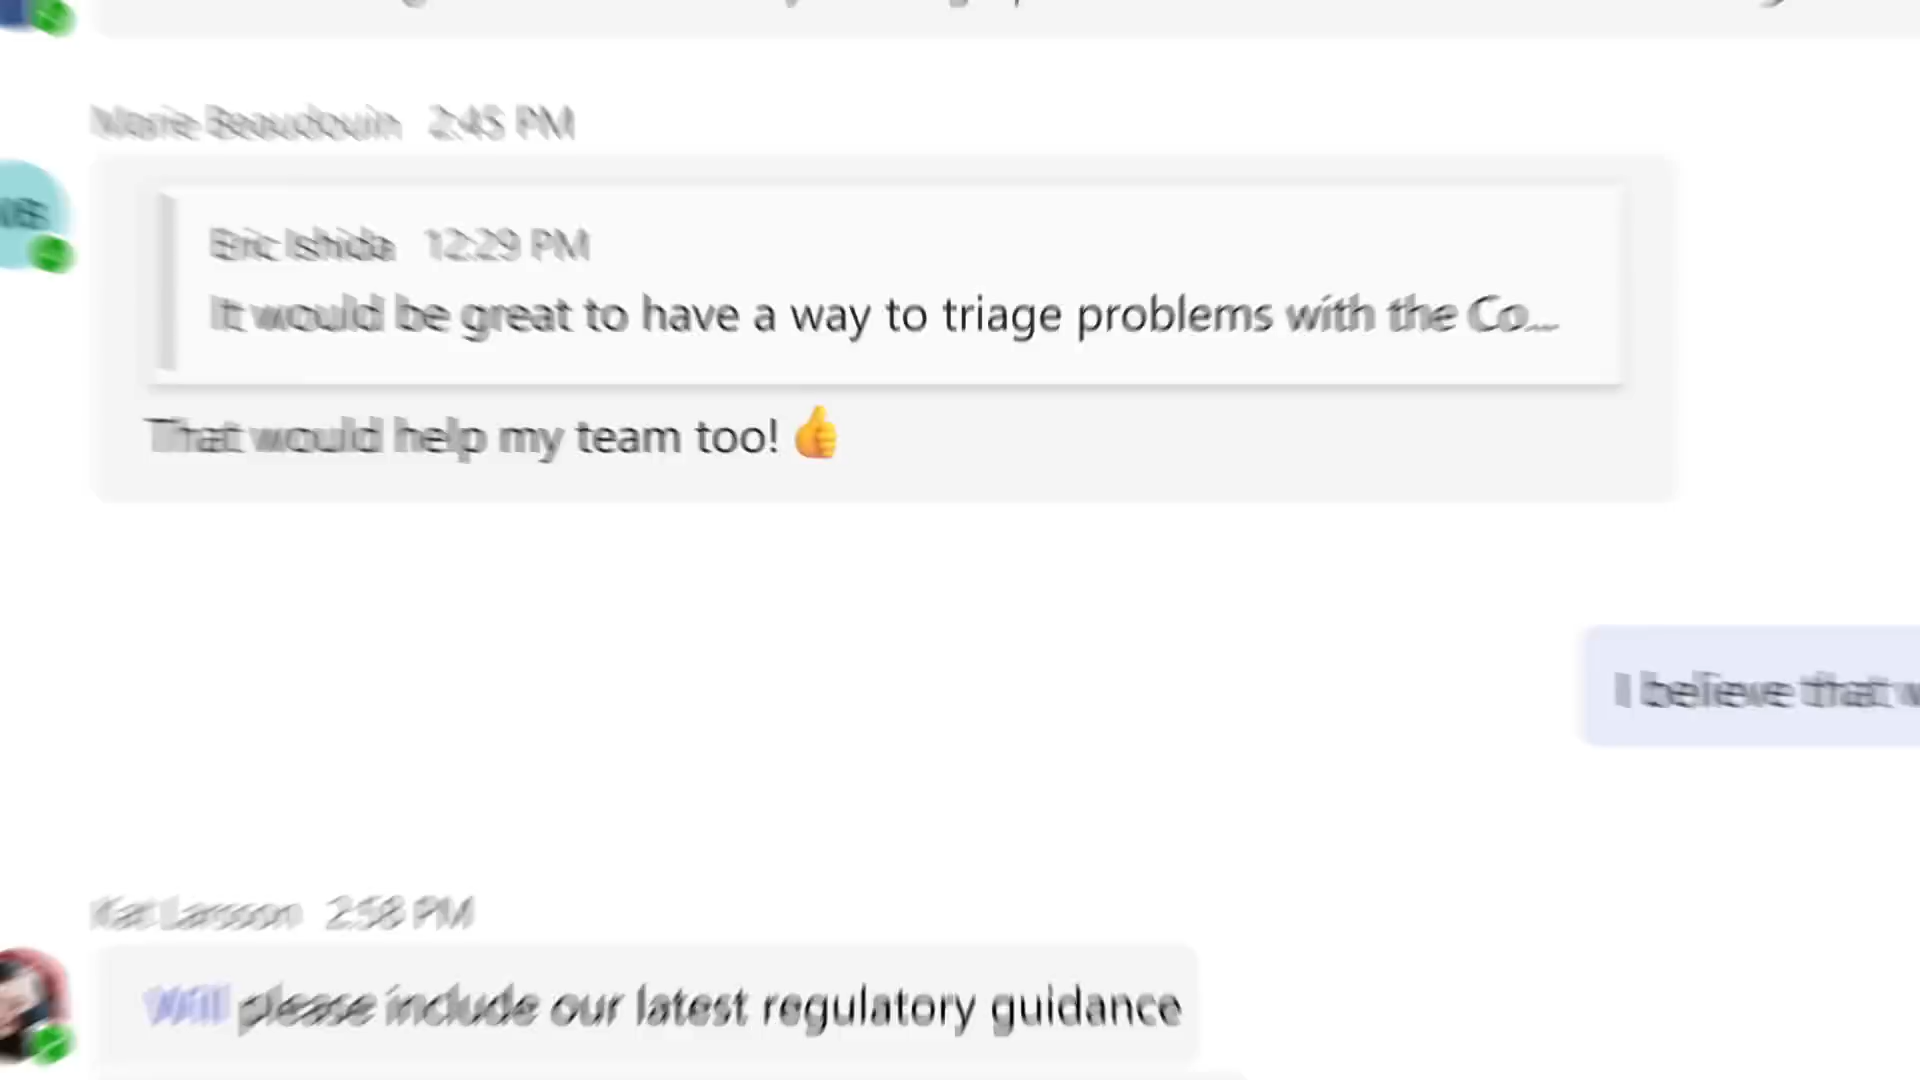 Marie Beaudouin 2:45 PM
Eric Ishida 12:29 PM
It would be great to have a way to triage problems with the Co...
That would help my team too! 👍
I believe that w
Kat Larsson 2:58 PM
Will please include our latest regulatory guidance